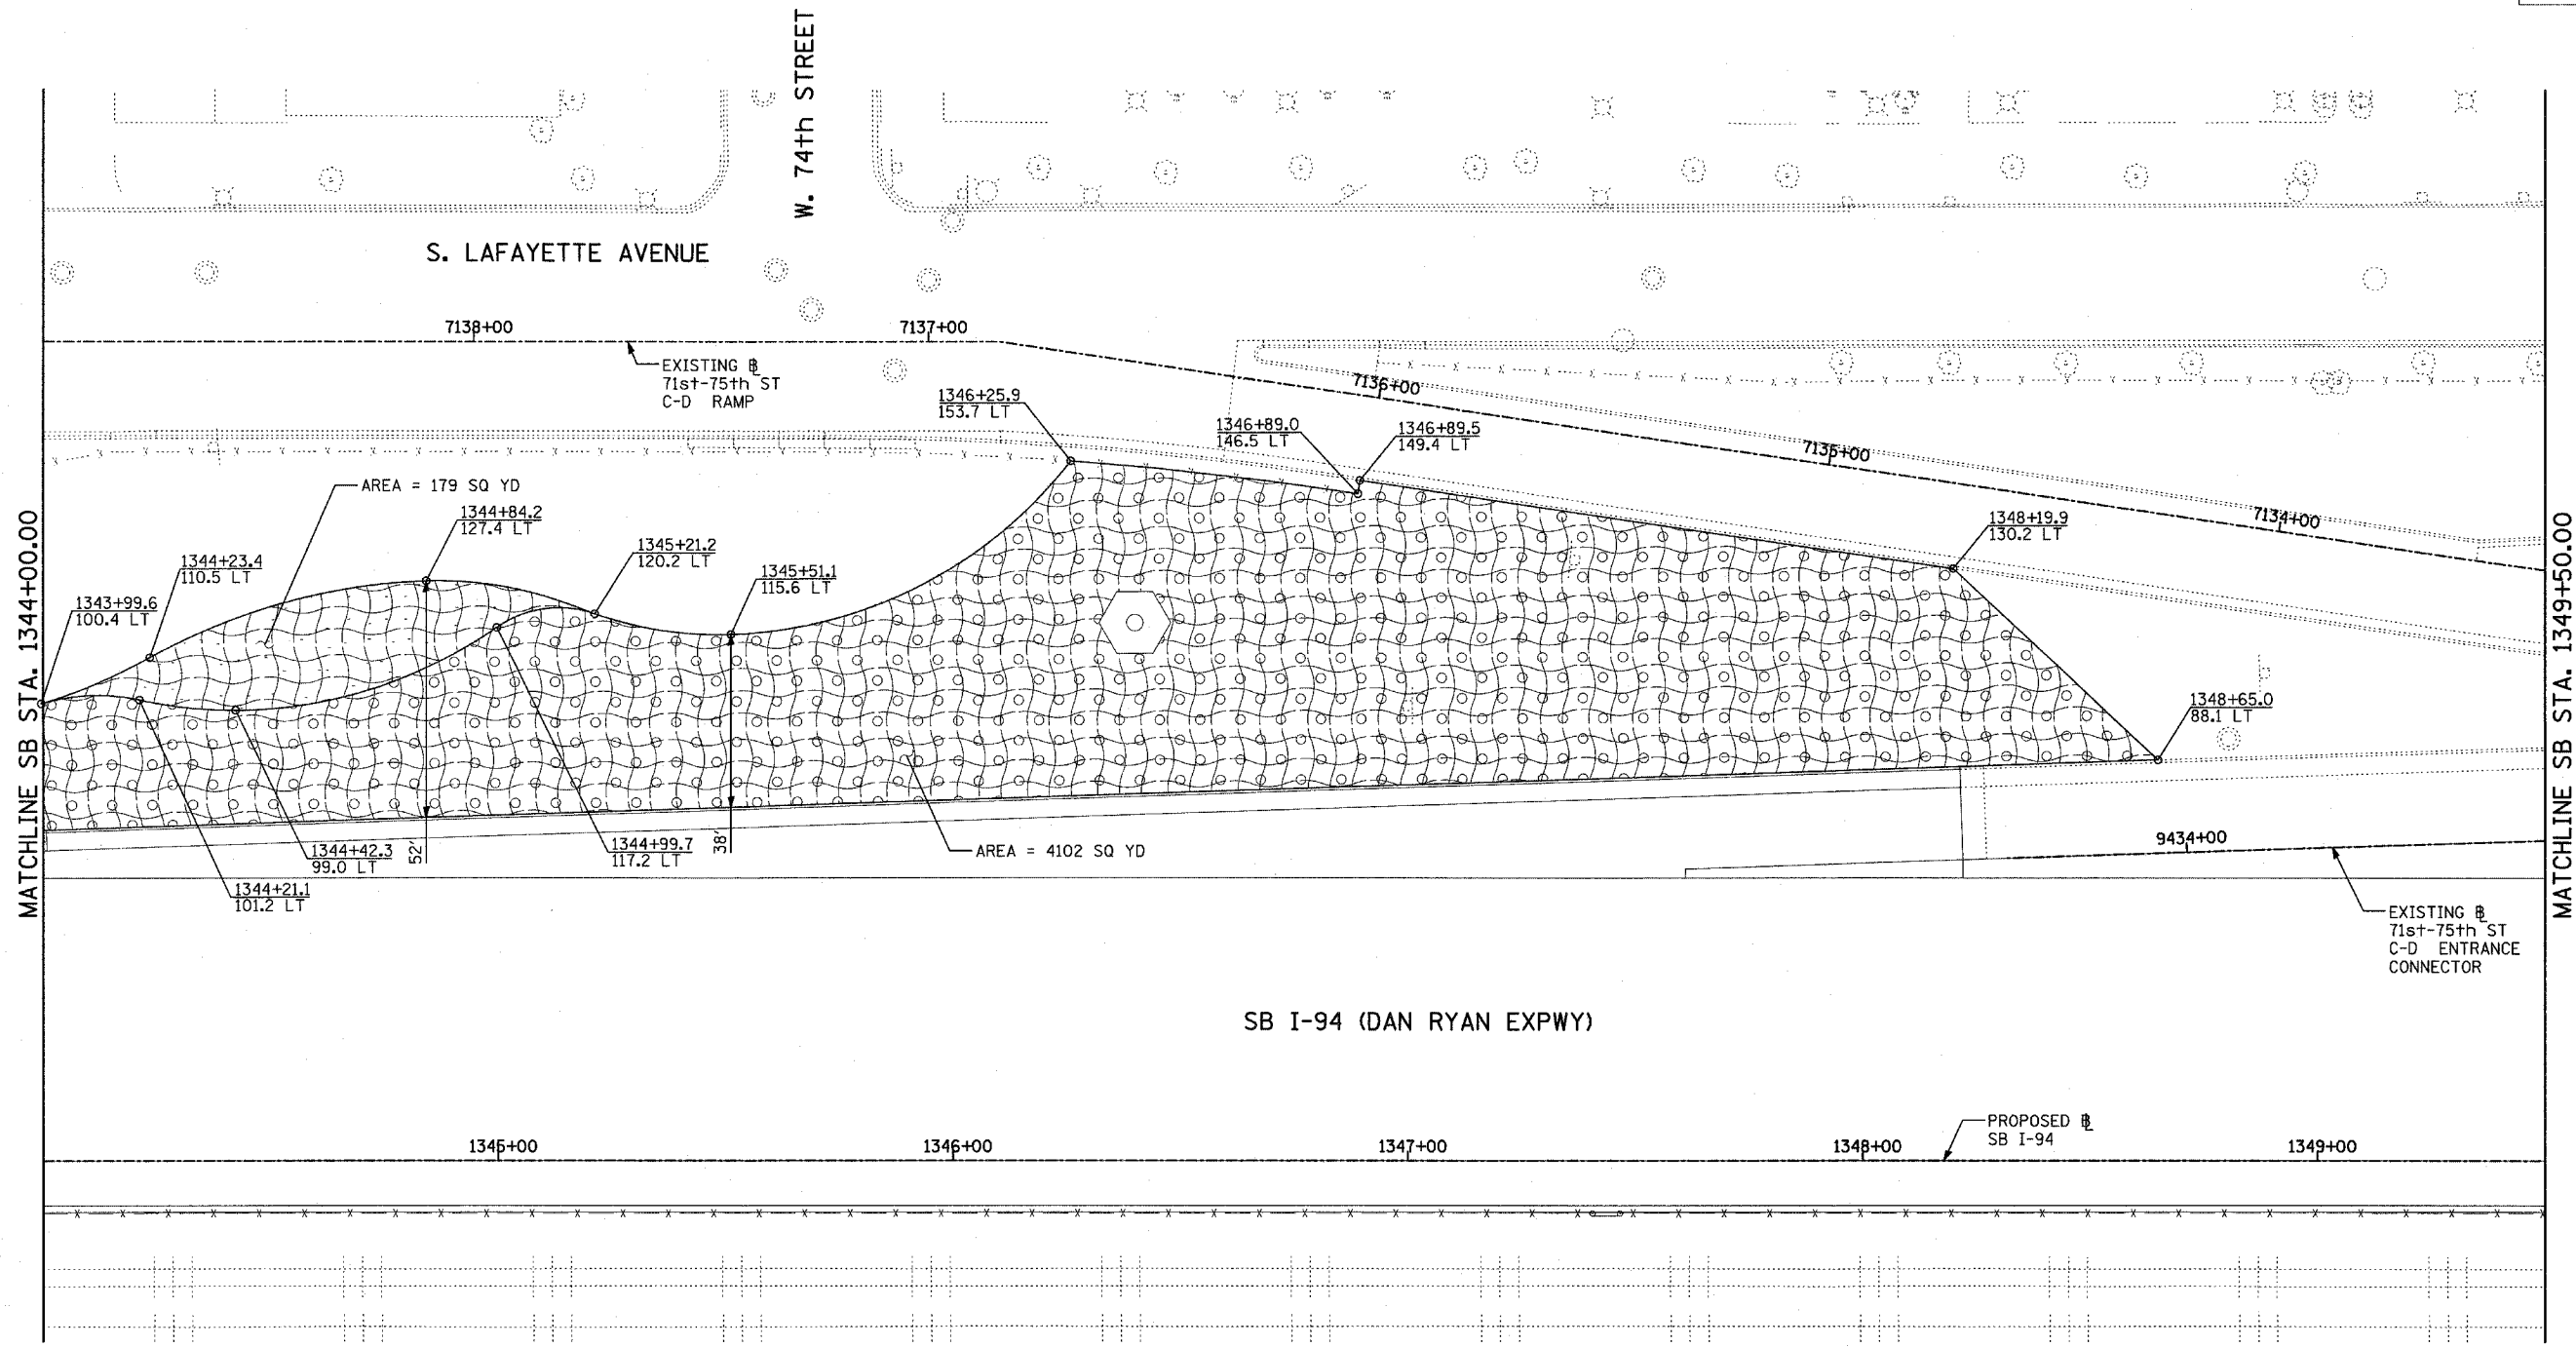 W. 74th STREET
S. LAFAYETTE AVENUE
7138+00
7137+00
EXISTING B̵L
71st-75th ST
C-D RAMP
7136+00
7135+00
7134+00
1346+25.9
153.7 LT
1346+89.0
146.5 LT
1346+89.5
149.4 LT
1348+19.9
130.2 LT
AREA = 179 SQ YD
1344+84.2
127.4 LT
1345+21.2
120.2 LT
1345+51.1
115.6 LT
1344+23.4
110.5 LT
1343+99.6
100.4 LT
1348+65.0
88.1 LT
MATCHLINE SB STA. 1344+00.00
MATCHLINE SB STA. 1349+50.00
1344+42.3
99.0 LT
52'
1344+99.7
117.2 LT
38'
AREA = 4102 SQ YD
1344+21.1
101.2 LT
9434+00
EXISTING B̵L
71st-75th ST
C-D ENTRANCE
CONNECTOR
SB I-94 (DAN RYAN EXPWY)
PROPOSED B̵L
SB I-94
1345+00
1346+00
1347+00
1348+00
1349+00